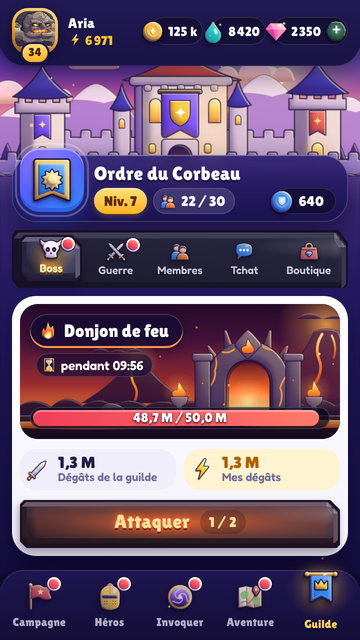 Aria
6 971
34
125 k
8420
2350
+
Ordre du Corbeau
Niv. 7
22 / 30
640
Boss
Guerre
Membres
Tchat
Boutique
Donjon de feu
pendant 09:56
48,7 M / 50,0 M
1,3 M
Dégâts de la guilde
1,3 M
Mes dégâts
Attaquer
1 / 2
Campagne
Héros
Invoquer
Aventure
Guilde